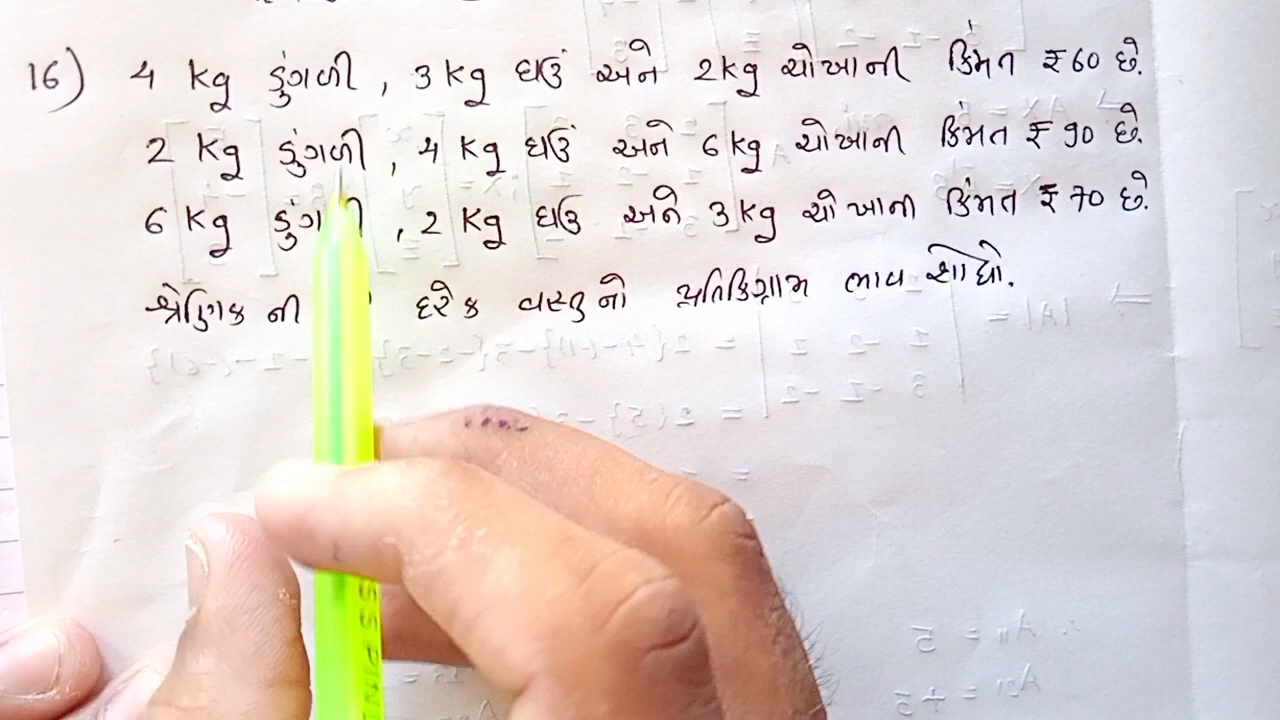 16) 4 kg ડુંગળી , 3 kg ઘઉં અને 2 kg ચોખાની કિંમત ₹ 60 છે.
2 kg ડુંગળી , 4 kg ઘઉં અને 6 kg ચોખાની કિંમત ₹ 90 છે.
6 kg ડુંગળી , 2 kg ઘઉં અને 3 kg ચોખાની કિંમત ₹ 70 છે.
શ્રેણિક ની દરેક વસ્તુનો પ્રતિકિગ્રામ ભાવ શોધો.